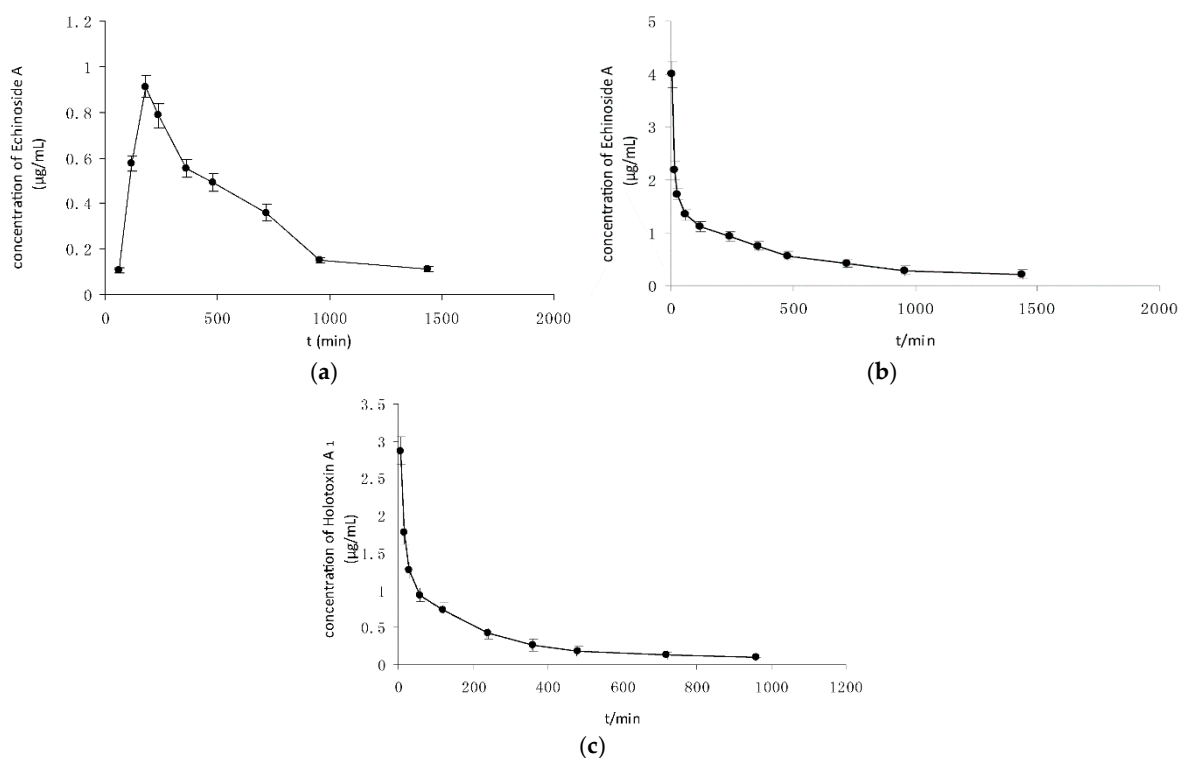 concentration of Echinoside A
(μg/mL)
1.2
1
0.8
0.6
0.4
0.2
0
0 500 1000 1500 2000
t (min)
(a)
concentration of Echinoside A
(μg/mL)
5
4
3
2
1
0
0 500 1000 1500 2000
t/min
(b)
concentration of Holotoxin A 1
(μg/mL)
3.5
3
2.5
2
1.5
1
0.5
0
0 200 400 600 800 1000 1200
t/min
(c)